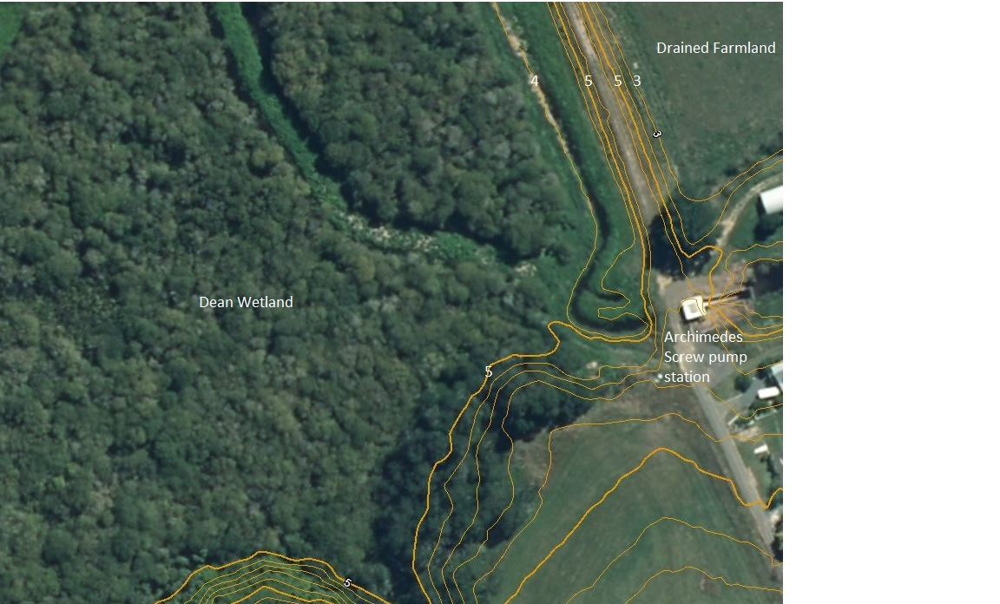 Drained Farmland
4 5 5 3
3
Dean Wetland
Archimedes
Screw pump
station
5
5